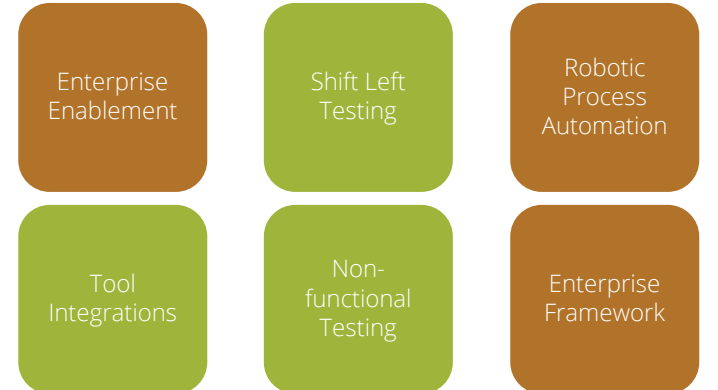 Enterprise
Enablement
Shift Left
Testing
Robotic
Process
Automation
Tool
Integrations
Non-
functional
Testing
Enterprise
Framework